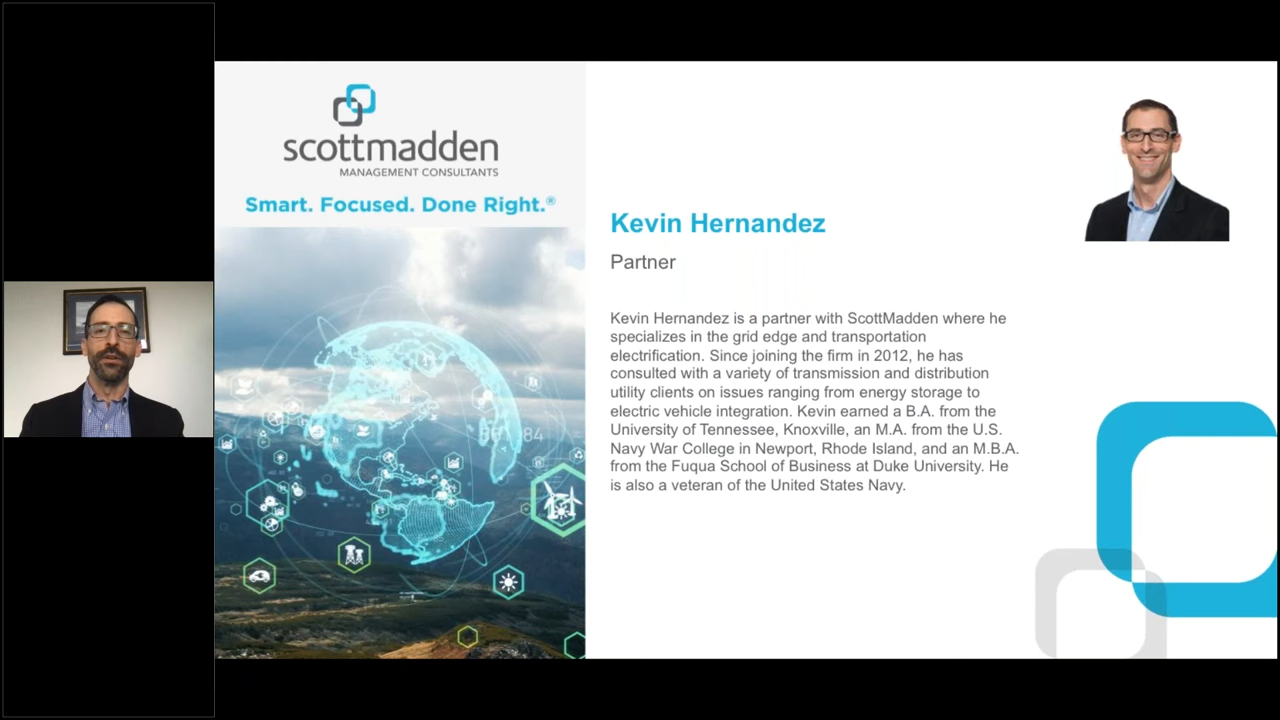 scottmadden
MANAGEMENT CONSULTANTS
Smart. Focused. Done Right.®
Kevin Hernandez
Partner
Kevin Hernandez is a partner with ScottMadden where he
specializes in the grid edge and transportation
electrification. Since joining the firm in 2012, he has
consulted with a variety of transmission and distribution
utility clients on issues ranging from energy storage to
electric vehicle integration. Kevin earned a B.A. from the
University of Tennessee, Knoxville, an M.A. from the U.S.
Navy War College in Newport, Rhode Island, and an M.B.A.
from the Fuqua School of Business at Duke University. He
is also a veteran of the United States Navy.